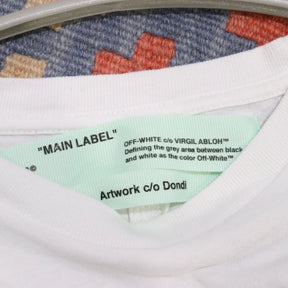 "MAIN LABEL"
OFF-WHITE c/o VIRGIL ABLOH™
Defining the grey area between black
and white as the color Off-White™
©
Artwork c/o Dondi